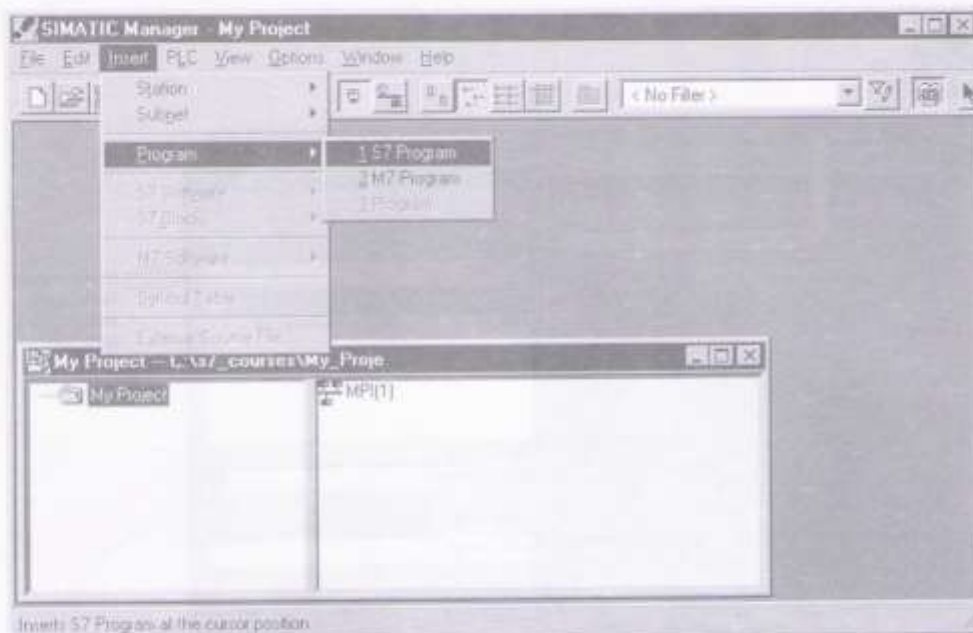 SIMATIC Manager - My Project
File Edit Insert PLC View Options Window Help
Station
Subnet
Program
S7 Software
S7 Block
M7 Software
Symbol Table
External Source File
1 S7 Program
2 M7 Program
3 Program
< No Filter >
My Project -- \s7_courses\My_Proje
My Project
MPI(1)
Inserts S7 Program at the cursor position.